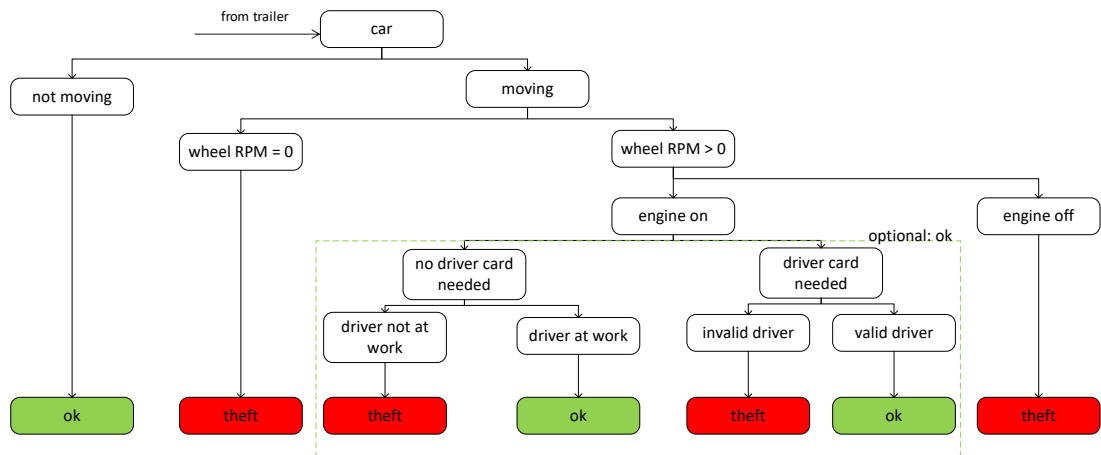 from trailer
car
not moving
moving
wheel RPM = 0
wheel RPM > 0
engine on
engine off
optional: ok
no driver card
needed
driver card
needed
driver not at
work
driver at work
invalid driver
valid driver
ok
theft
theft
ok
theft
ok
theft